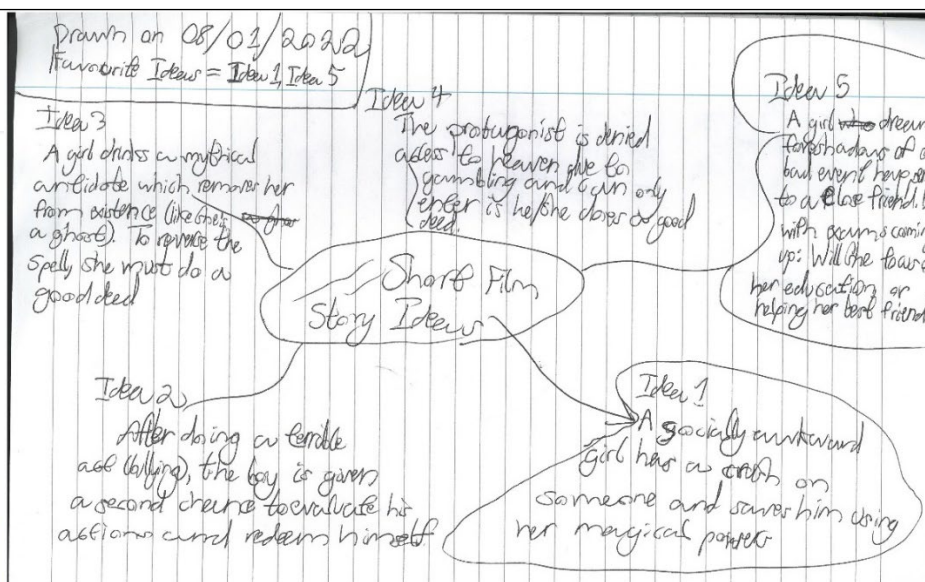 Drawn on 08/01/2022
Favourite Ideas = Idea 1, Idea 5
Idea 3
A girl drinks a mythical
antidote which removes her
from existence (like she's
a ghost). To reverse the
spell, she must do a
good deed
Idea 4
The protagonist is denied
access to heaven due to
gambling and can only
enter is he/she does a good
deed.
Idea 5
A girl dream
foreshadows of a
bad event happen
to a close friend.
with exams comin
up: Will she focus
her education or
helping her best friend
Short Film
Story Ideas
Idea 2
After doing a terrible
act (bullying), the boy is given
a second chance to evaluate his
actions and redeem himself
Idea 1
A socially awkward
girl has a crush on
someone and saves him using
her magical powers